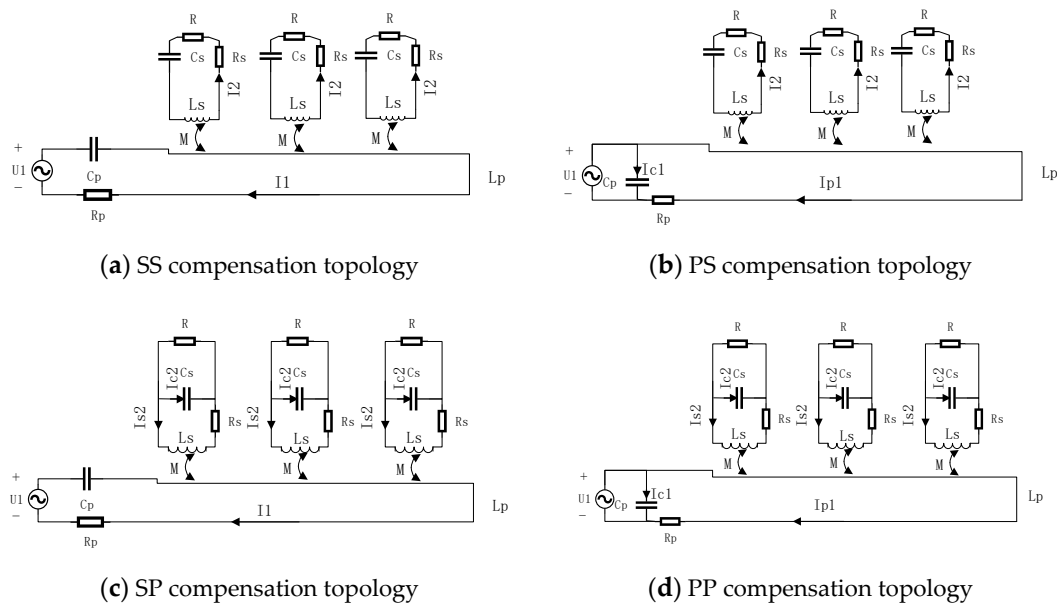 R R R
Cs Cs Cs
Rs Rs Rs
I2 I2 I2
Ls Ls Ls
M M M
+
U1
−
Cp
Rp
I1
Lp
(a) SS compensation topology
R R R
Cs Cs Cs
Rs Rs Rs
I2 I2 I2
Ls Ls Ls
M M M
+
U1
−
Cp
Ic1
Rp
Ip1
Lp
(b) PS compensation topology
R R R
Cs Cs Cs
Ic2 Ic2 Ic2
Is2 Is2 Is2
Rs Rs Rs
Ls Ls Ls
M M M
+
U1
−
Cp
Rp
I1
Lp
(c) SP compensation topology
R R R
Cs Cs Cs
Ic2 Ic2 Ic2
Is2 Is2 Is2
Rs Rs Rs
Ls Ls Ls
M M M
+
U1
−
Cp
Ic1
Rp
Ip1
Lp
(d) PP compensation topology